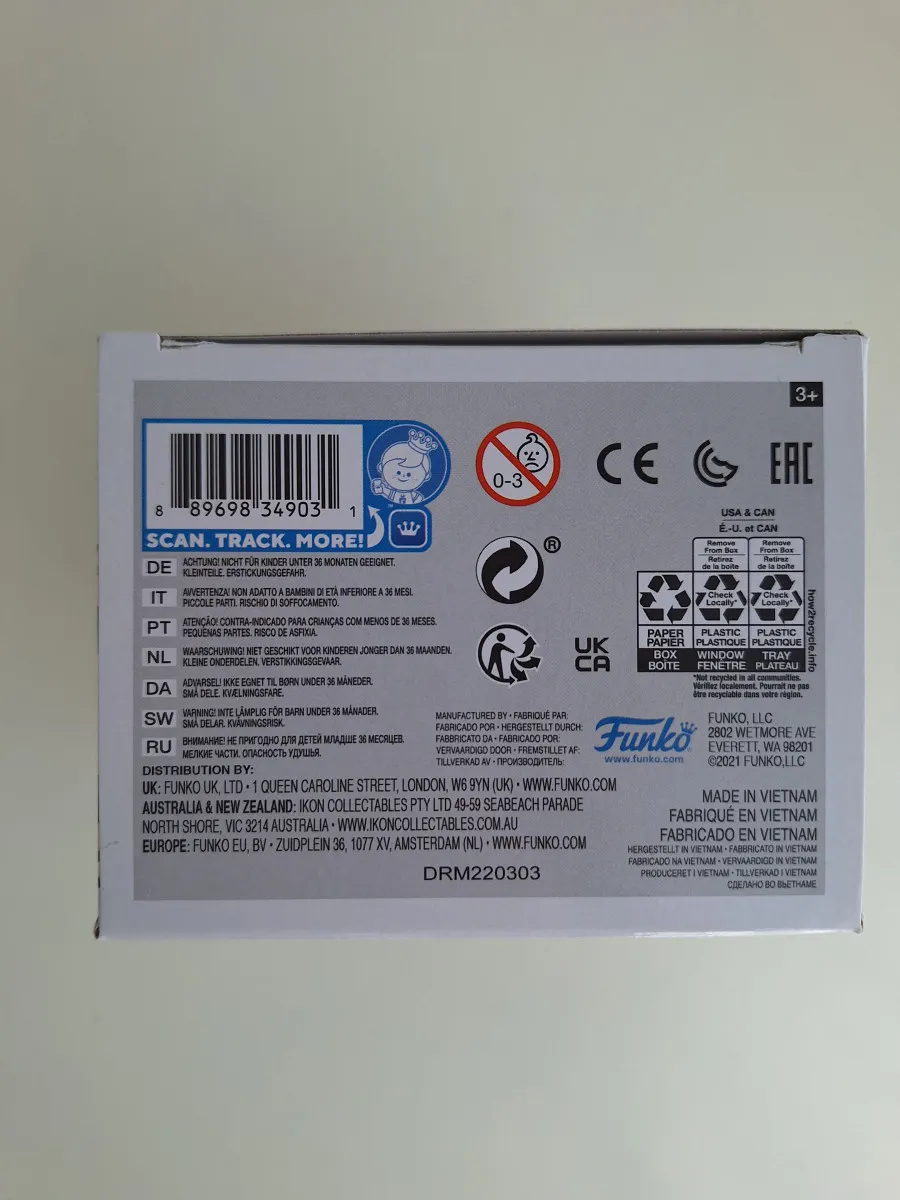 3+
8 89698 34903 1
SCAN. TRACK. MORE!
™
0-3
CE
EAC
®
UK
CA
USA & CAN
É.-U. et CAN
Remove From Box
Retirez de la boîte
Remove From Box
Retirez de la boîte
Check Locally*
Check Locally*
PAPER
PAPIER
BOX
BOÎTE
PLASTIC
PLASTIQUE
WINDOW
FENÊTRE
PLASTIC
PLASTIQUE
TRAY
PLATEAU
how2recycle.info
*Not recycled in all communities.
Vérifiez localement. Pourrait ne pas
être recyclable dans votre région.
DE ACHTUNG! NICHT FÜR KINDER UNTER 36 MONATEN GEEIGNET.
KLEINTEILE. ERSTICKUNGSGEFAHR.
IT AVVERTENZA! NON ADATTO A BAMBINI DI ETÀ INFERIORE A 36 MESI.
PICCOLE PARTI. RISCHIO DI SOFFOCAMENTO.
PT ATENÇÃO! CONTRA-INDICADO PARA CRIANÇAS COM MENOS DE 36 MESES.
PEQUENAS PARTES. RISCO DE ASFIXIA.
NL WAARSCHUWING! NIET GESCHIKT VOOR KINDEREN JONGER DAN 36 MAANDEN.
KLEINE ONDERDELEN. VERSTIKKINGSGEVAAR.
DA ADVARSEL! IKKE EGNET TIL BØRN UNDER 36 MÅNEDER.
SMÅ DELE. KVÆLNINGSFARE.
SW VARNING! INTE LÄMPLIG FÖR BARN UNDER 36 MÅNADER.
SMÅ DELAR. KVÄVNINGSRISK.
RU ВНИМАНИЕ! НЕ ПРИГОДНО ДЛЯ ДЕТЕЙ МЛАДШЕ 36 МЕСЯЦЕВ.
МЕЛКИЕ ЧАСТИ. ОПАСНОСТЬ УДУШЬЯ.
MANUFACTURED BY • FABRIQUÉ PAR:
FABRICADO POR • HERGESTELLT DURCH:
FABBRICATO DA • FABRICADO POR:
VERVAARDIGD DOOR • FREMSTILLET AF:
TILLVERKAD AV • ПРОИЗВОДИТЕЛЬ:
Funko
www.funko.com
FUNKO, LLC
2802 WETMORE AVE
EVERETT, WA 98201
©2021 FUNKO,LLC
DISTRIBUTION BY:
UK: FUNKO UK, LTD • 1 QUEEN CAROLINE STREET, LONDON, W6 9YN (UK) • WWW.FUNKO.COM
AUSTRALIA & NEW ZEALAND: IKON COLLECTABLES PTY LTD 49-59 SEABEACH PARADE
NORTH SHORE, VIC 3214 AUSTRALIA • WWW.IKONCOLLECTABLES.COM.AU
EUROPE: FUNKO EU, BV • ZUIDPLEIN 36, 1077 XV, AMSTERDAM (NL) • WWW.FUNKO.COM
DRM220303
MADE IN VIETNAM
FABRIQUÉ EN VIETNAM
FABRICADO EN VIETNAM
HERGESTELLT IN VIETNAM • FABBRICATO IN VIETNAM
FABRICADO NA VIETNAM • VERVAARDIGD IN VIETNAM
PRODUCERET I VIETNAM • TILLVERKAD I VIETNAM
СДЕЛАНО ВО ВЬЕТНАМЕ